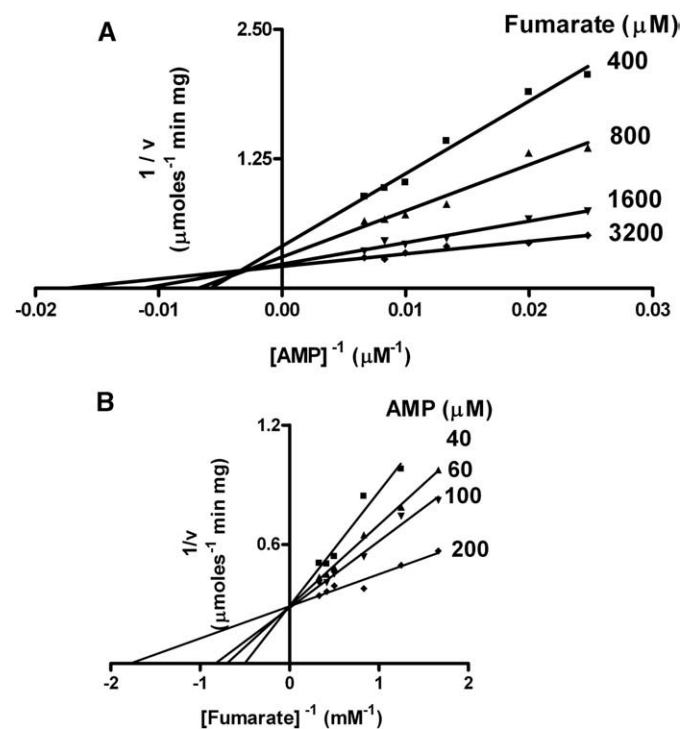 A
Fumarate (μM)
2.50
400
800
1.25
1600
3200
1 / v
(μmoles⁻¹ min mg)
-0.02 -0.01 0.00 0.01 0.02 0.03
[AMP] ⁻¹ (μM⁻¹)
B
AMP (μM)
1.2
40
60
100
0.6
200
1/v
(μmoles⁻¹ min mg)
-2 -1 0 1 2
[Fumarate] ⁻¹ (mM⁻¹)